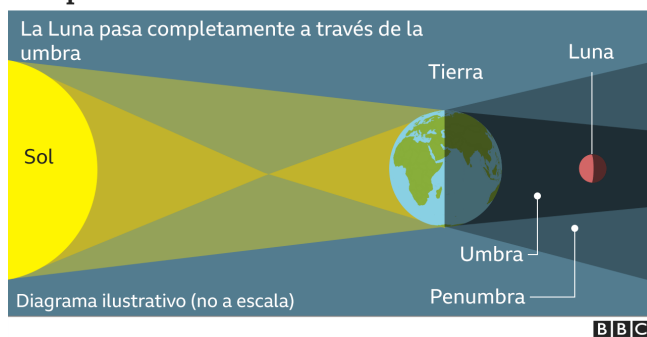 La Luna pasa completamente a través de la
umbra
Luna
Tierra
Sol
Umbra
Penumbra
Diagrama ilustrativo (no a escala)
BBC